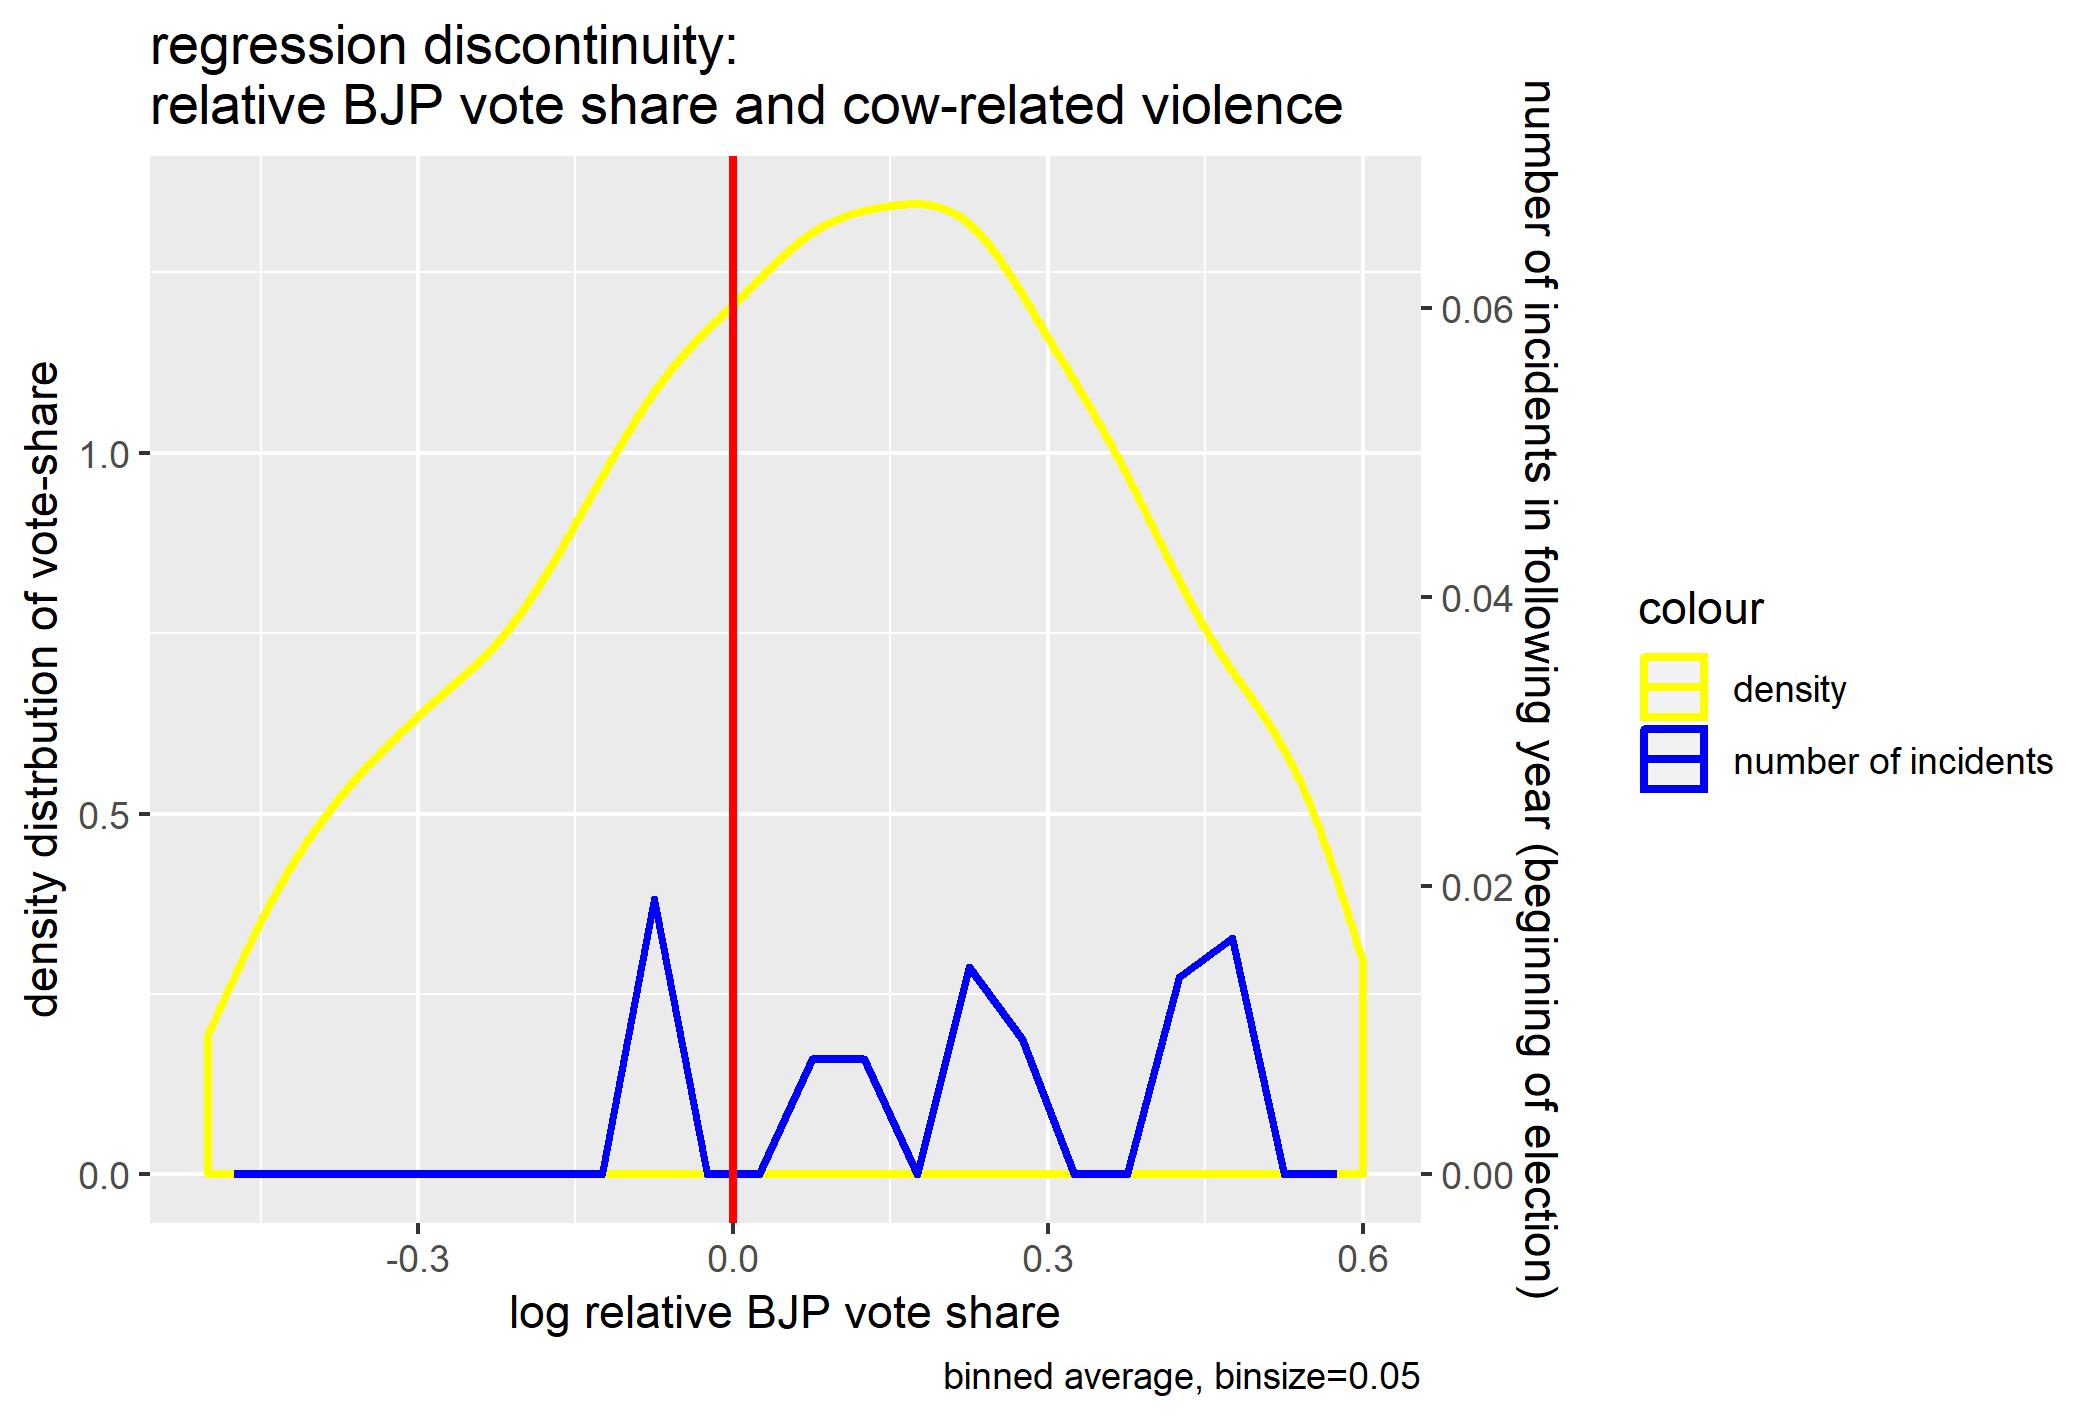 regression discontinuity:
relative BJP vote share and cow-related violence
density distrbution of vote-share
1.0
0.5
0.0
-0.3
0.0
0.3
0.6
log relative BJP vote share
0.06
0.04
0.02
0.00
number of incidents in following year (beginning of election)
colour
density
number of incidents
binned average, binsize=0.05